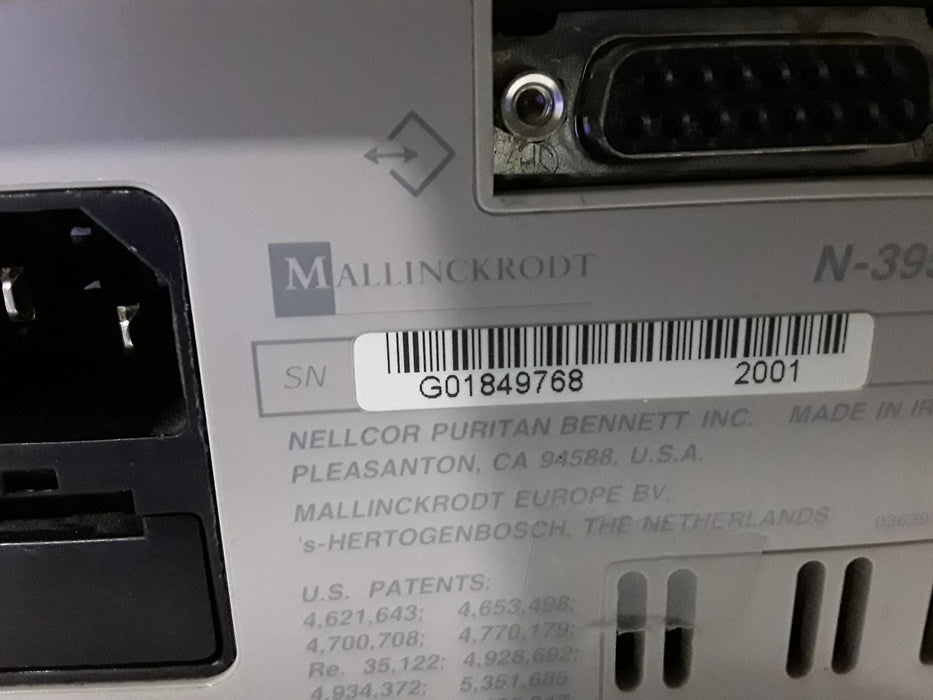 MALLINCKRODT
N-395
SN
G01849768 2001
NELLCOR PURITAN BENNETT INC. MADE IN IR
PLEASANTON, CA 94588, U.S.A.
MALLINCKRODT EUROPE BV.
's-HERTOGENBOSCH, THE NETHERLANDS 03629
U.S. PATENTS:
4,621,643; 4,653,498;
4,700,708; 4,770,179;
Re. 35,122; 4,928,692;
4,934,372; 5,351,685